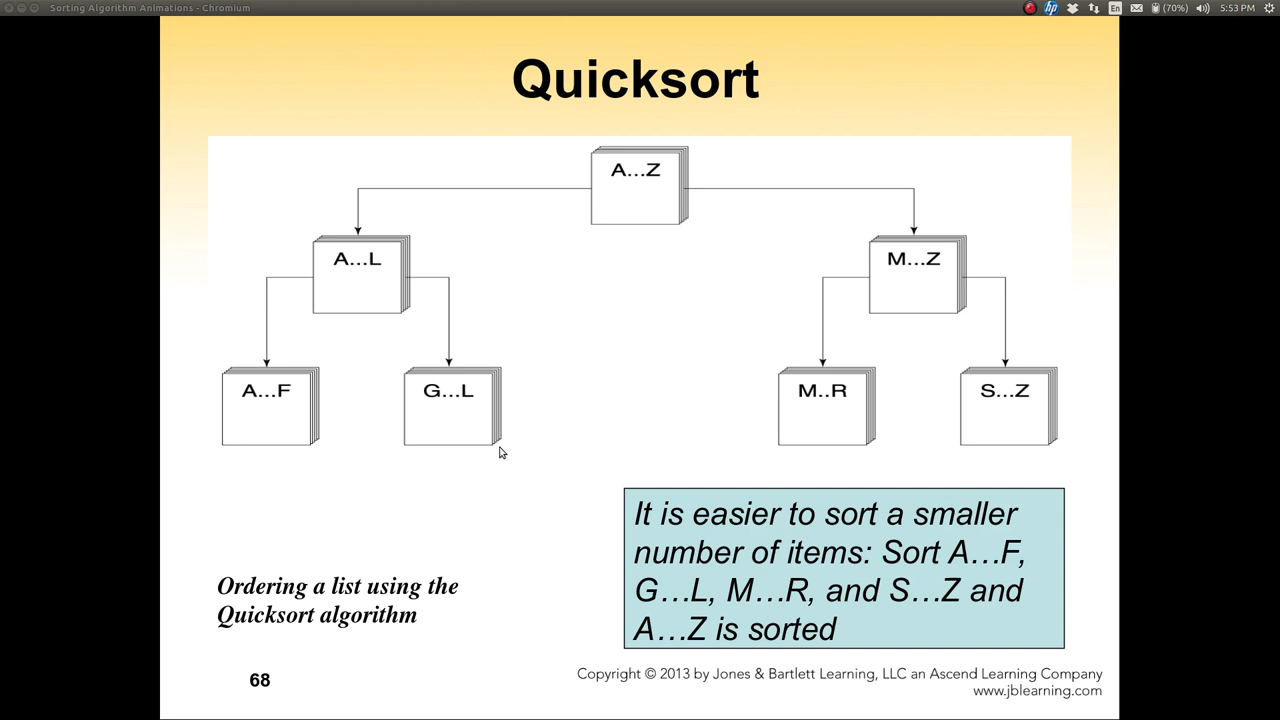 Sorting Algorithm Animations - Chromium
En
(70%)
5:53 PM
Quicksort
A...Z
A...L
M...Z
A...F
G...L
M..R
S...Z
It is easier to sort a smaller
number of items: Sort A…F,
G…L, M…R, and S…Z and
A…Z is sorted
Ordering a list using the
Quicksort algorithm
68
Copyright © 2013 by Jones & Bartlett Learning, LLC an Ascend Learning Company
www.jblearning.com